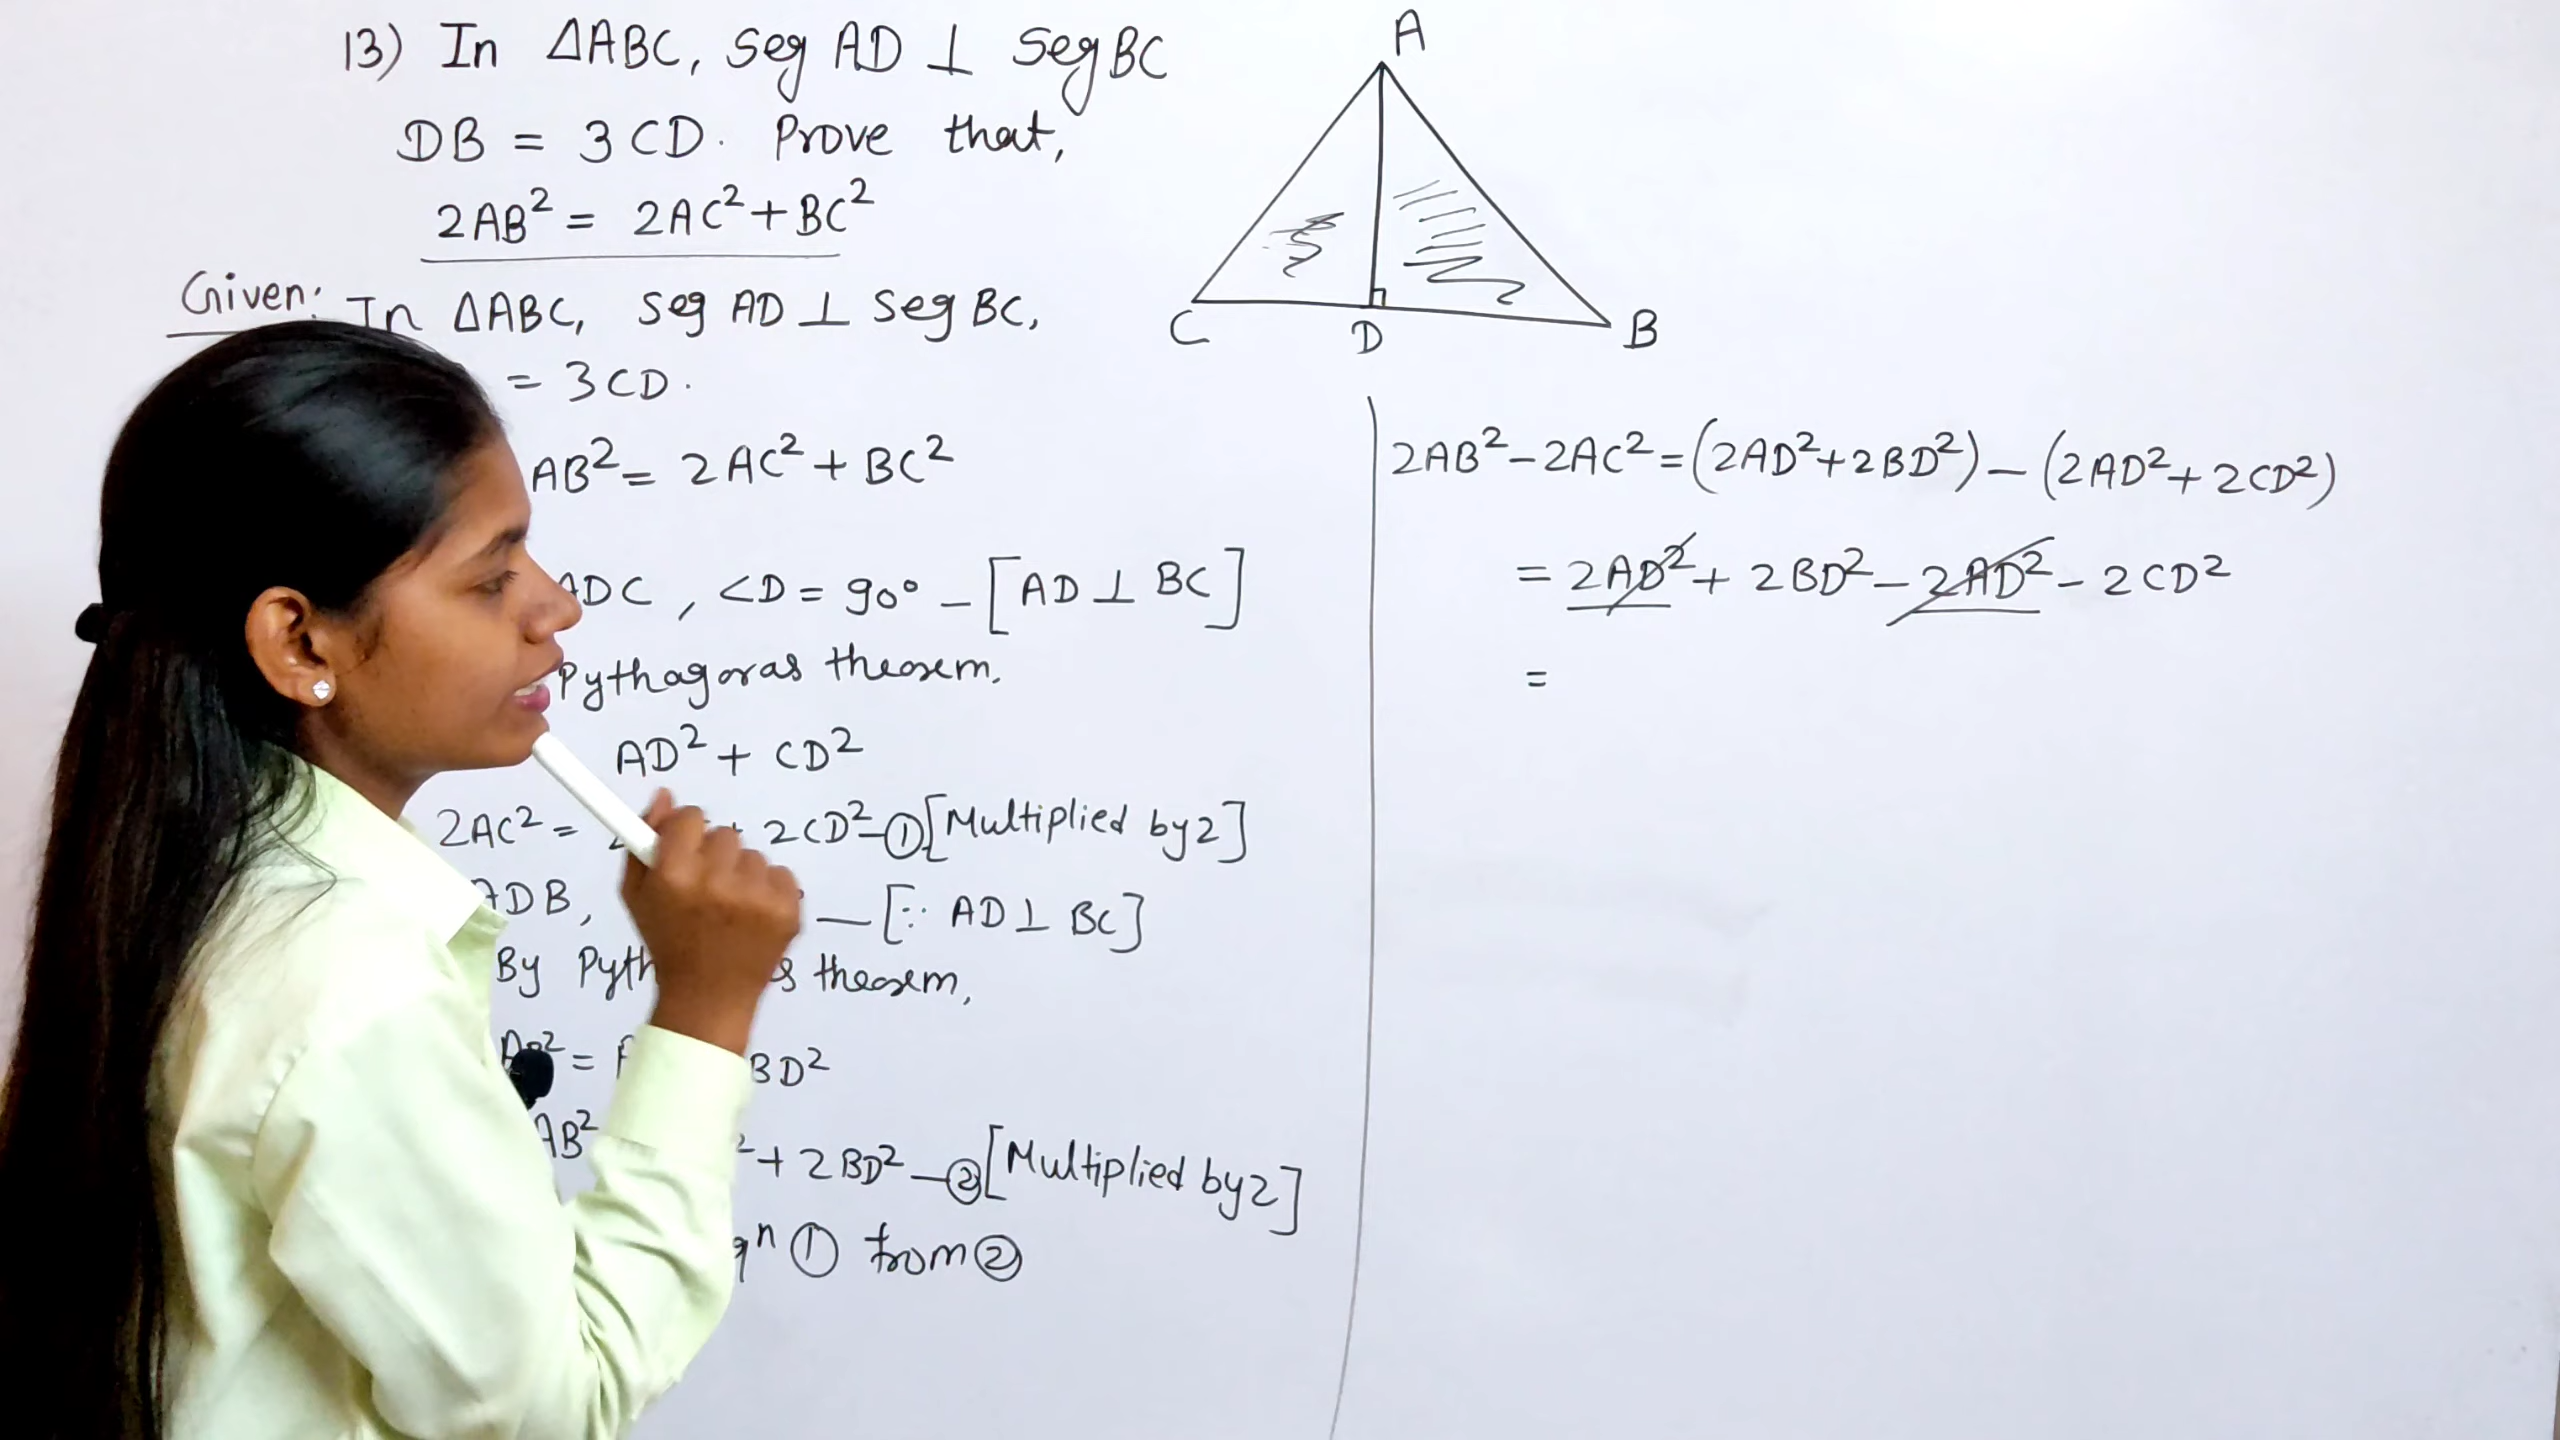 13) In ΔABC, seg AD ⊥ seg BC
DB = 3CD. Prove that,
2AB² = 2AC² + BC²
Given: In ΔABC, seg AD ⊥ seg BC,
= 3CD.
AB² = 2AC² + BC²
ADC, <D = 90° - [AD ⊥ BC]
Pythagoras theorem.
AD² + CD²
2AC² = + 2CD² - ① [Multiplied by 2]
ADB, — [∵ AD ⊥ BC]
By theorem,
= BD²
AB² ² + 2BD² - ② [Multiplied by 2]
qⁿ ① from ②
A
C D B
2AB² - 2AC² = (2AD² + 2BD²) - (2AD² + 2CD²)
= 2AD² + 2BD² - 2AD² - 2CD²
=